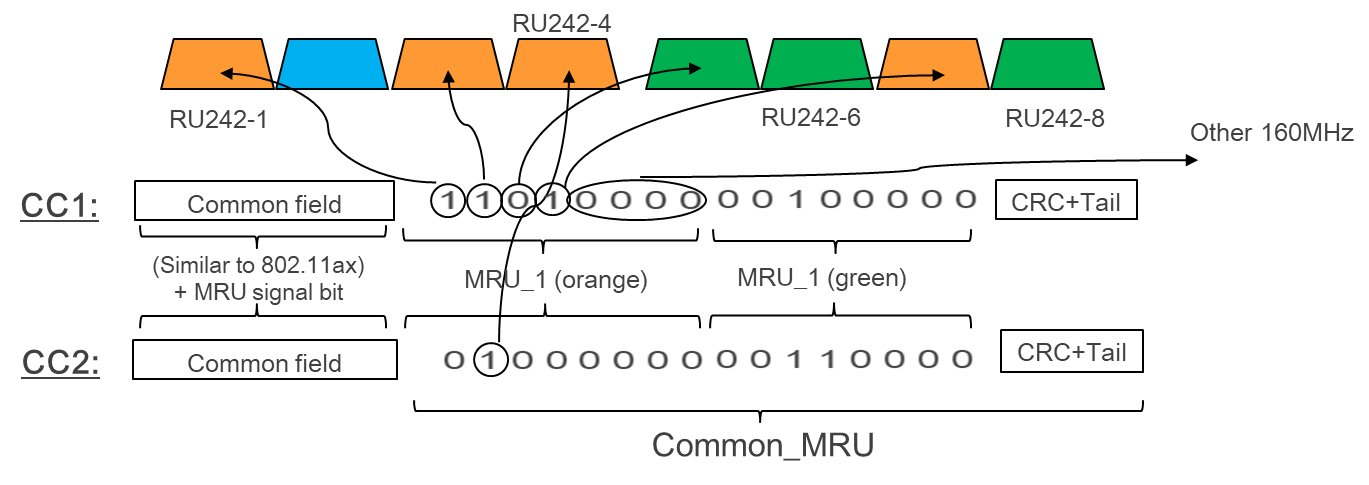 RU242-4
RU242-1
RU242-6
RU242-8
Other 160MHz
CC1:
Common field
1 1 0 1 0 0 0 0 0 0 1 0 0 0 0 0
CRC+Tail
(Similar to 802.11ax)
+ MRU signal bit
MRU_1 (orange)
MRU_1 (green)
CC2:
Common field
0 1 0 0 0 0 0 0 0 0 1 1 0 0 0 0
CRC+Tail
Common_MRU